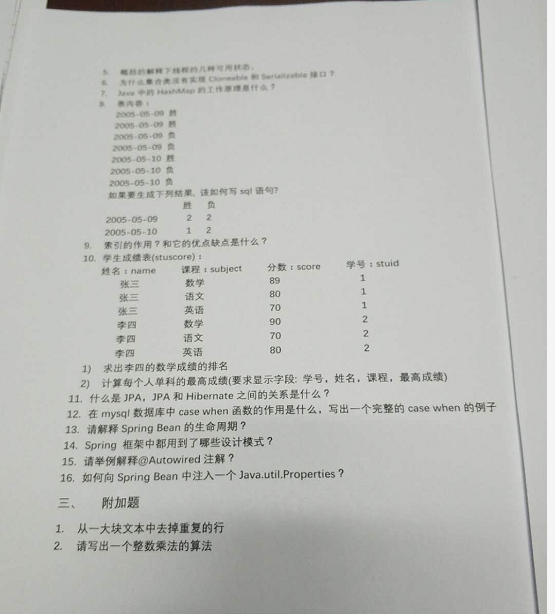 5. 概括的解释下线程的几种可用状态。
6. 为什么集合类没有实现 Cloneable 和 Serializable 接口？
7. Java 中的 HashMap 的工作原理是什么？
8. 表内容：
2005-05-09 胜
2005-05-09 胜
2005-05-09 负
2005-05-09 负
2005-05-10 胜
2005-05-10 负
2005-05-10 负
如果要生成下列结果, 该如何写 sql 语句?
胜 负
2005-05-09 2 2
2005-05-10 1 2
9. 索引的作用？和它的优点缺点是什么？
10. 学生成绩表(stuscore)：
姓名：name 课程：subject 分数：score 学号：stuid
张三 数学 89 1
张三 语文 80 1
张三 英语 70 1
李四 数学 90 2
李四 语文 70 2
李四 英语 80 2
1) 求出李四的数学成绩的排名
2) 计算每个人单科的最高成绩(要求显示字段: 学号，姓名，课程，最高成绩)
11. 什么是 JPA，JPA 和 Hibernate 之间的关系是什么？
12. 在 mysql 数据库中 case when 函数的作用是什么，写出一个完整的 case when 的例子
13. 请解释 Spring Bean 的生命周期？
14. Spring 框架中都用到了哪些设计模式？
15. 请举例解释@Autowired 注解？
16. 如何向 Spring Bean 中注入一个 Java.util.Properties？
三、 附加题
1. 从一大块文本中去掉重复的行
2. 请写出一个整数乘法的算法